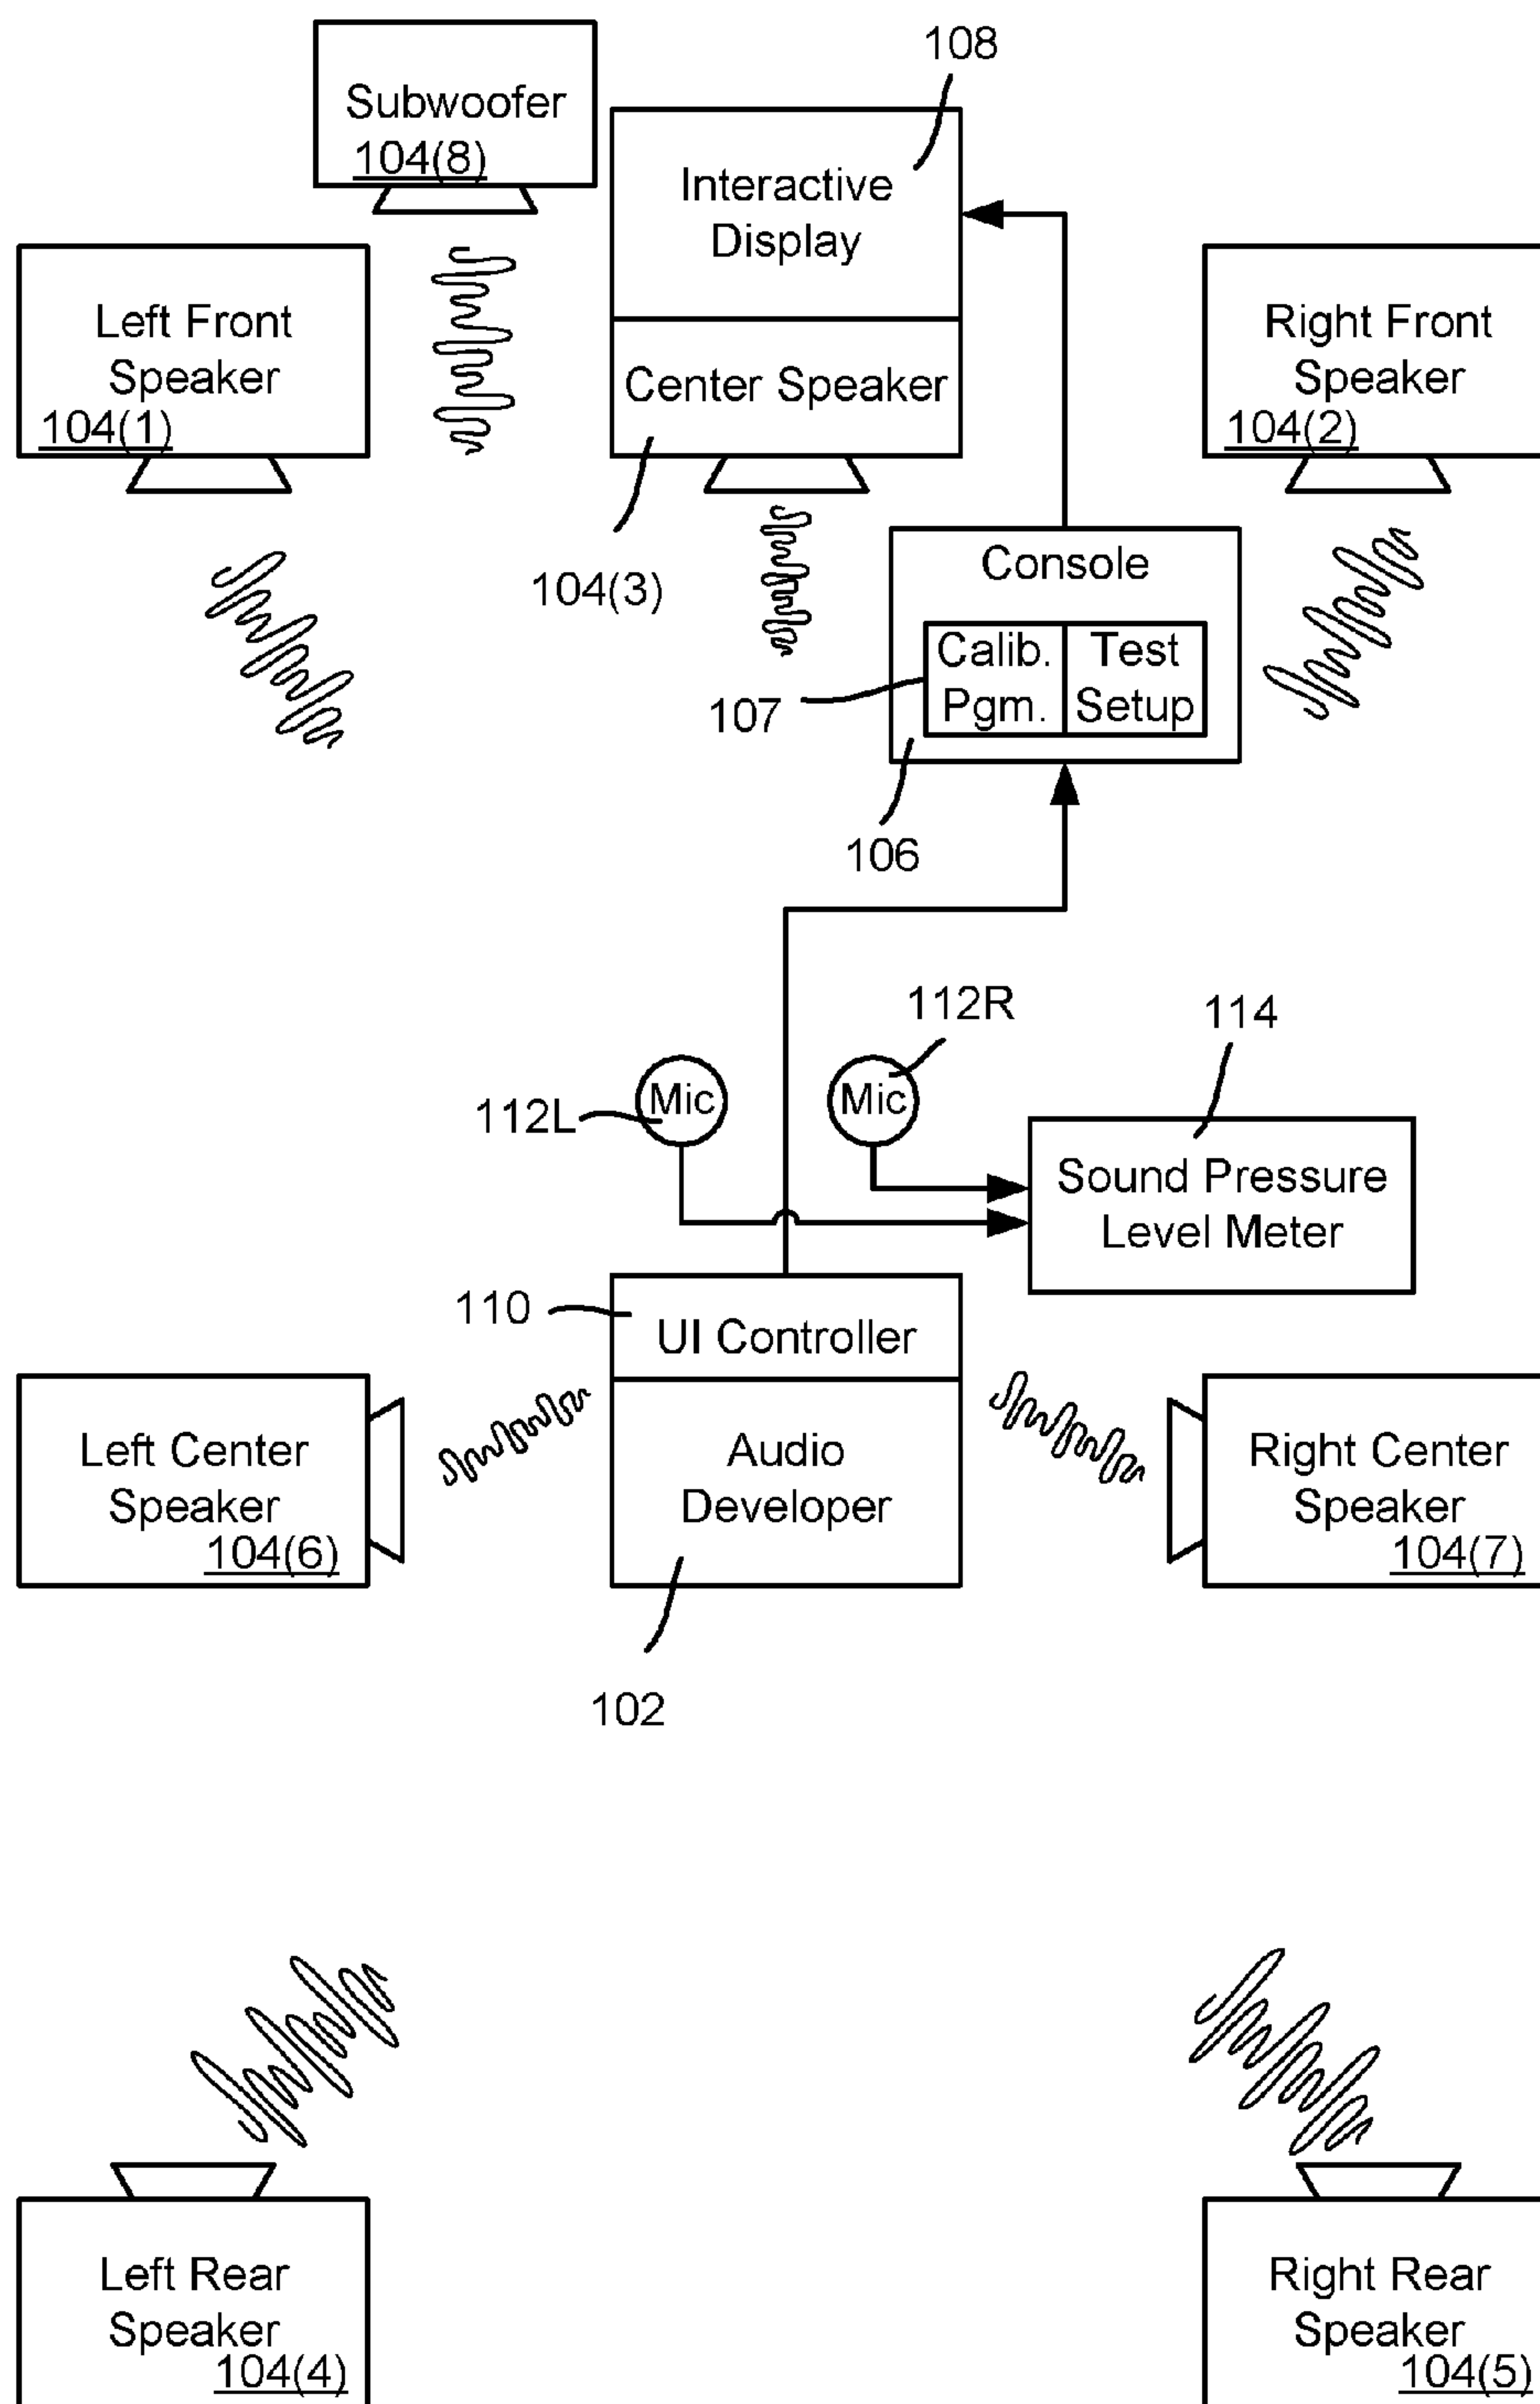 108
Subwoofer
104(8)
Interactive
Display
Left Front
Speaker
104(1)
Center Speaker
Right Front
Speaker
104(2)
104(3)
Console
Calib.
Pgm.
Test
Setup
107
106
112R
114
Mic
Mic
112L
Sound Pressure
Level Meter
110
UI Controller
Left Center
Speaker
104(6)
Audio
Developer
Right Center
Speaker
104(7)
102
Left Rear
Speaker
104(4)
Right Rear
Speaker
104(5)